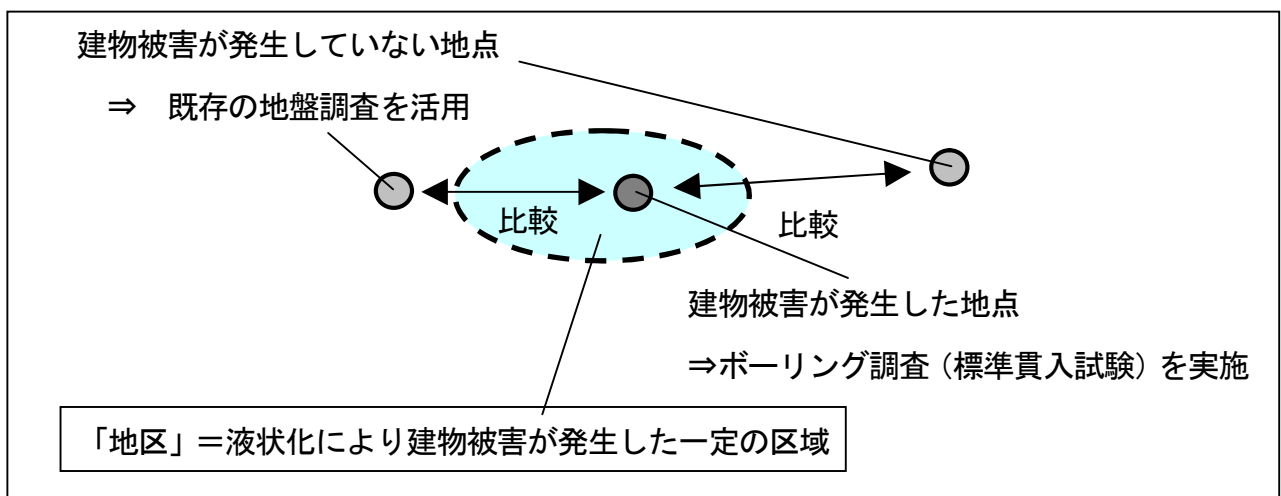 建物被害が発生していない地点
⇒　既存の地盤調査を活用
比較
比較
建物被害が発生した地点
⇒ボーリング調査（標準貫入試験）を実施
「地区」＝液状化により建物被害が発生した一定の区域